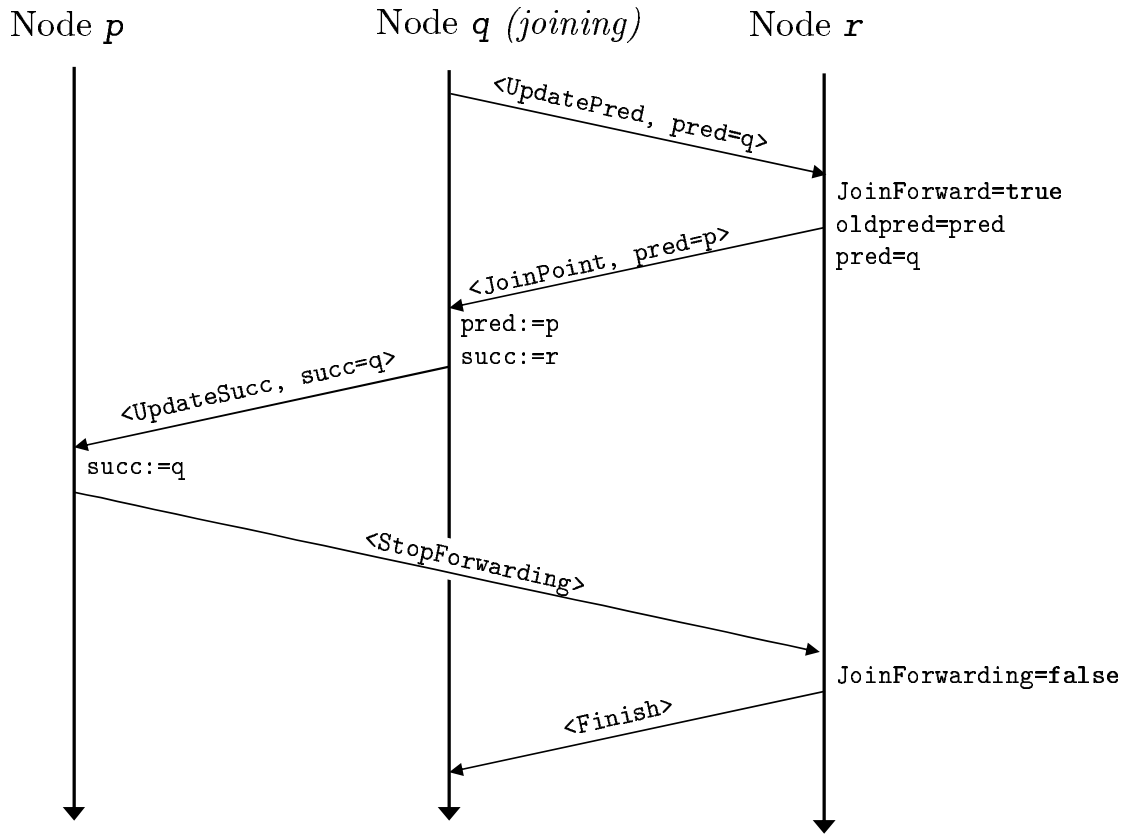 Node p
Node q (joining)
Node r
<UpdatePred, pred=q>
JoinForward=true
oldpred=pred
pred=q
<JoinPoint, pred=p>
pred:=p
succ:=r
<UpdateSucc, succ=q>
succ:=q
<StopForwarding>
JoinForwarding=false
<Finish>